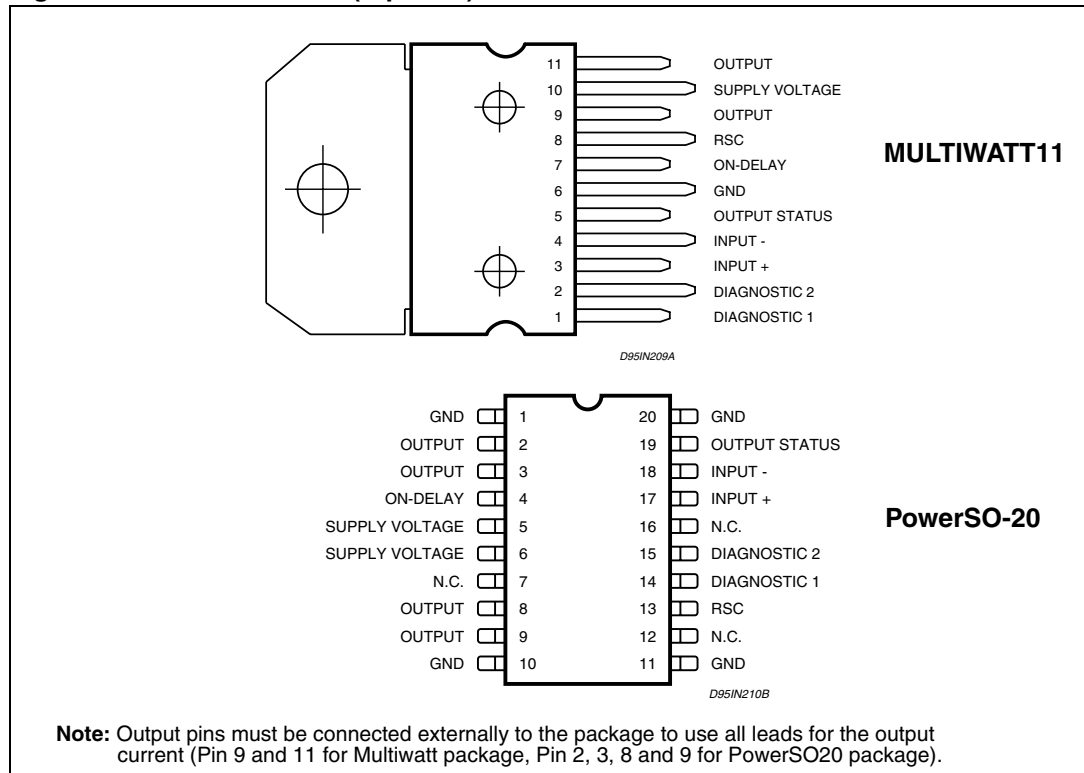 11 OUTPUT
10 SUPPLY VOLTAGE
9 OUTPUT
8 RSC
7 ON-DELAY
6 GND
5 OUTPUT STATUS
4 INPUT -
3 INPUT +
2 DIAGNOSTIC 2
1 DIAGNOSTIC 1
MULTIWATT11
D95IN209A
GND 1 20 GND
OUTPUT 2 19 OUTPUT STATUS
OUTPUT 3 18 INPUT -
ON-DELAY 4 17 INPUT +
SUPPLY VOLTAGE 5 16 N.C.
SUPPLY VOLTAGE 6 15 DIAGNOSTIC 2
N.C. 7 14 DIAGNOSTIC 1
OUTPUT 8 13 RSC
OUTPUT 9 12 N.C.
GND 10 11 GND
PowerSO-20
D95IN210B
Note: Output pins must be connected externally to the package to use all leads for the output
current (Pin 9 and 11 for Multiwatt package, Pin 2, 3, 8 and 9 for PowerSO20 package).